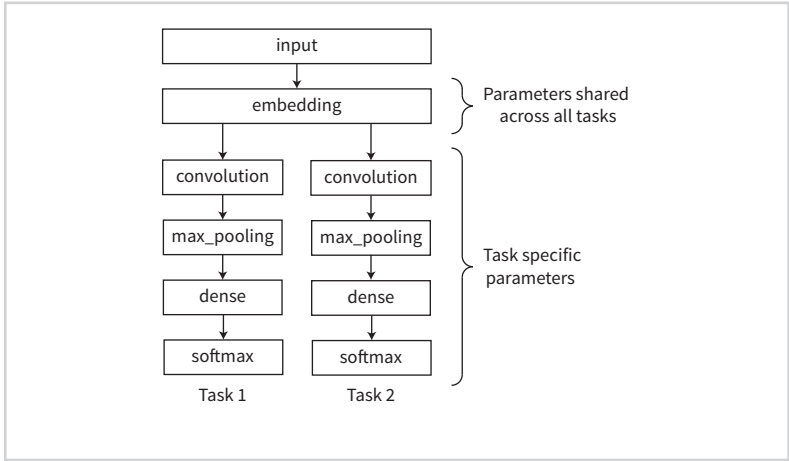 input
embedding
Parameters shared
across all tasks
convolution
convolution
max_pooling
max_pooling
Task specific
parameters
dense
dense
softmax
softmax
Task 1
Task 2